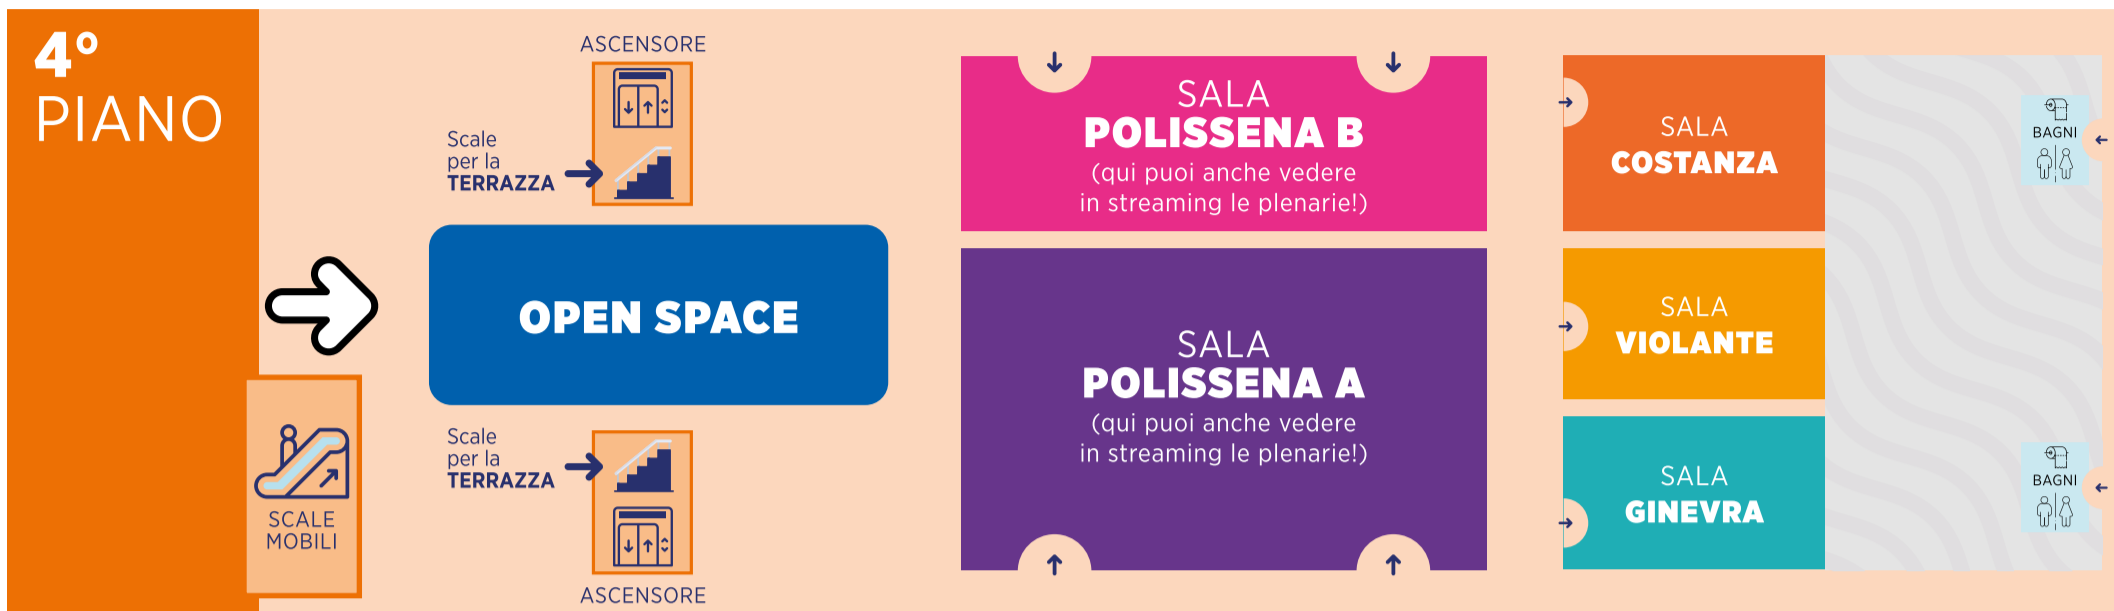 4°
PIANO
ASCENSORE
Scale
per la
TERRAZZA
OPEN SPACE
Scale
per la
TERRAZZA
ASCENSORE
SCALE
MOBILI
SALA
POLISSENA B
(qui puoi anche vedere
in streaming le plenarie!)
SALA
POLISSENA A
(qui puoi anche vedere
in streaming le plenarie!)
SALA
COSTANZA
SALA
VIOLANTE
SALA
GINEVRA
BAGNI
BAGNI